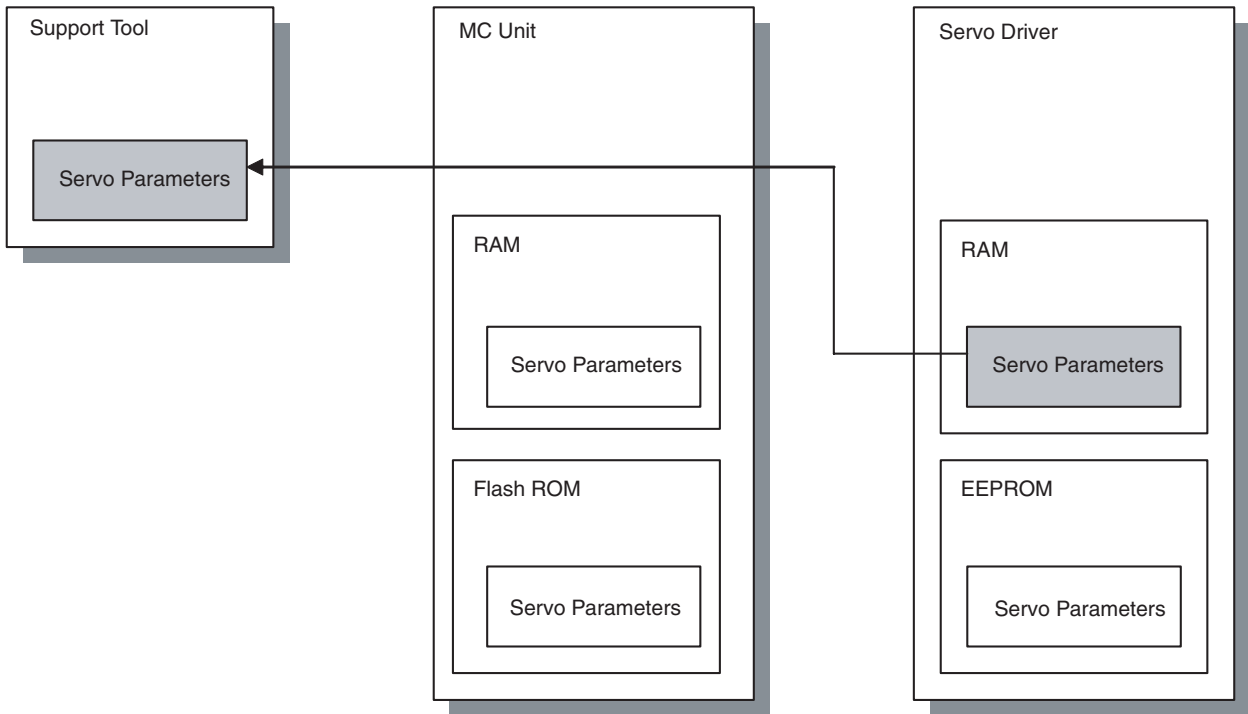 Support Tool
Servo Parameters
MC Unit
RAM
Servo Parameters
Flash ROM
Servo Parameters
Servo Driver
RAM
Servo Parameters
EEPROM
Servo Parameters